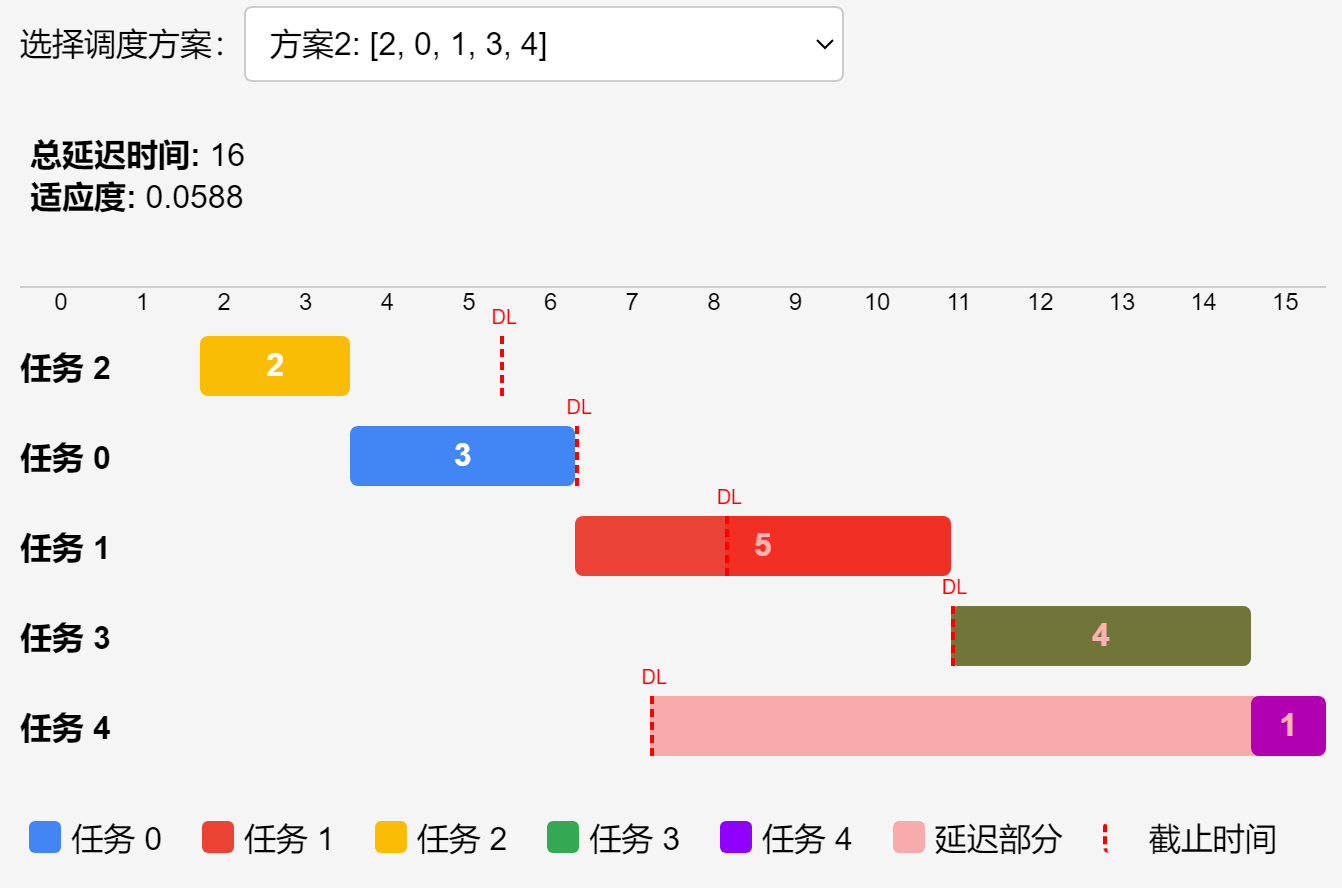 选择调度方案：方案2: [2, 0, 1, 3, 4]
总延迟时间: 16
适应度: 0.0588
0 1 2 3 4 5 6 7 8 9 10 11 12 13 14 15
DL
任务 2 2
DL
任务 0 3
DL
任务 1 5
DL
任务 3 4
DL
任务 4 1
任务 0 任务 1 任务 2 任务 3 任务 4 延迟部分 截止时间